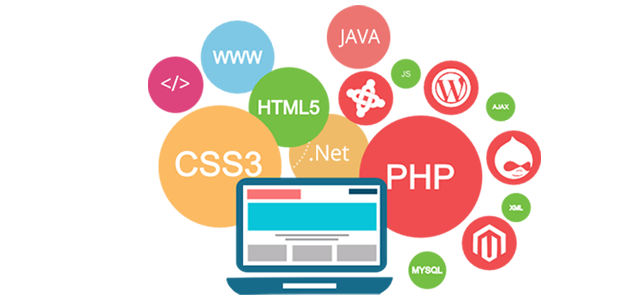 JAVA
WWW
JS
</>
HTML5
AJAX
.Net
CSS3
PHP
XML
MYSQL